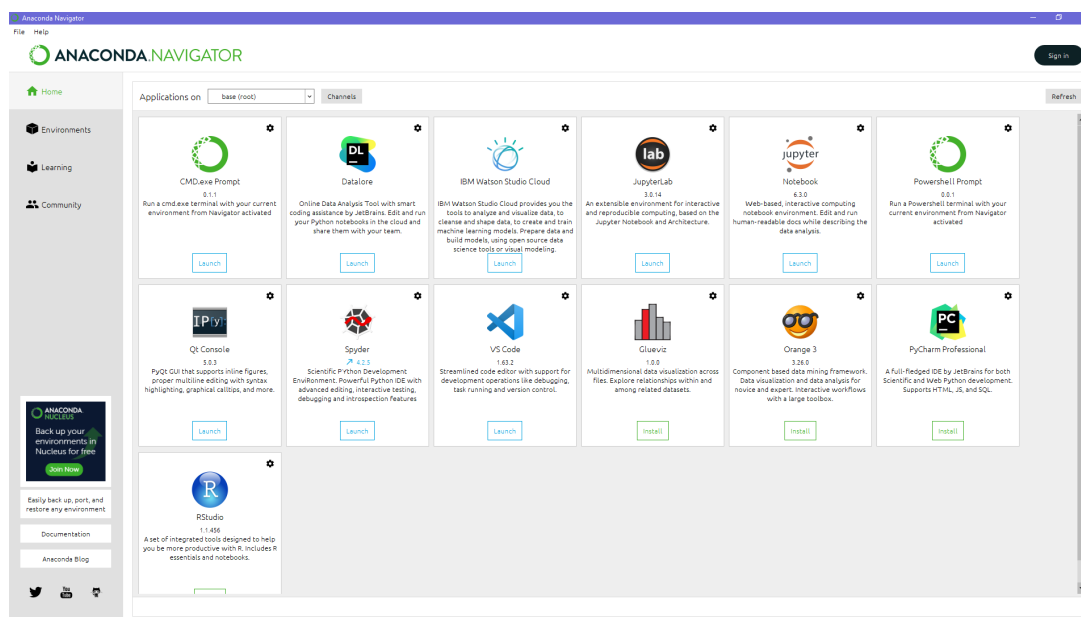 Anaconda Navigator
File Help
ANACONDA.NAVIGATOR
Sign in
Home
Environments
Learning
Community
Applications on base (root) Channels
Refresh
CMD.exe Prompt
0.1.1
Run a cmd.exe terminal with your current
environment from Navigator activated
Launch
DL
Datalore
Online Data Analysis Tool with smart
coding assistance by JetBrains. Edit and run
your Python notebooks in the cloud and
share them with your team.
Launch
IBM Watson Studio Cloud
IBM Watson Studio Cloud provides you the
tools to analyze and visualize data, to
cleanse and shape data, to create and train
machine learning models. Prepare data and
build models, using open source data
science tools or visual modeling.
Launch
lab
JupyterLab
3.0.14
An extensible environment for interactive
and reproducible computing, based on the
Jupyter Notebook and Architecture.
Launch
jupyter
Notebook
6.3.0
Web-based, interactive computing
notebook environment. Edit and run
human-readable docs while describing the
data analysis.
Launch
Powershell Prompt
0.0.1
Run a Powershell terminal with your
current environment from Navigator
activated
Launch
IP[y]:
Qt Console
5.0.3
PyQt GUI that supports inline figures,
proper multiline editing with syntax
highlighting, graphical calltips, and more.
Launch
Spyder
4.2.5
Scientific PYthon Development
EnviRonment. Powerful Python IDE with
advanced editing, interactive testing,
debugging and introspection features
Launch
VS Code
1.63.2
Streamlined code editor with support for
development operations like debugging,
task running and version control.
Launch
Glueviz
1.0.0
Multidimensional data visualization across
files. Explore relationships within and
among related datasets.
Install
Orange 3
3.26.0
Component based data mining framework.
Data visualization and data analysis for
novice and expert. Interactive workflows
with a large toolbox.
Install
PC
PyCharm Professional
A full-fledged IDE by JetBrains for both
Scientific and Web Python development.
Supports HTML, JS, and SQL.
Install
R
RStudio
1.1.456
A set of integrated tools designed to help
you be more productive with R. Includes R
essentials and notebooks.
ANACONDA.
NUCLEUS
Back up your
environments in
Nucleus for free
Join Now
Easily back up, port, and
restore any environment
Documentation
Anaconda Blog
You
Tube